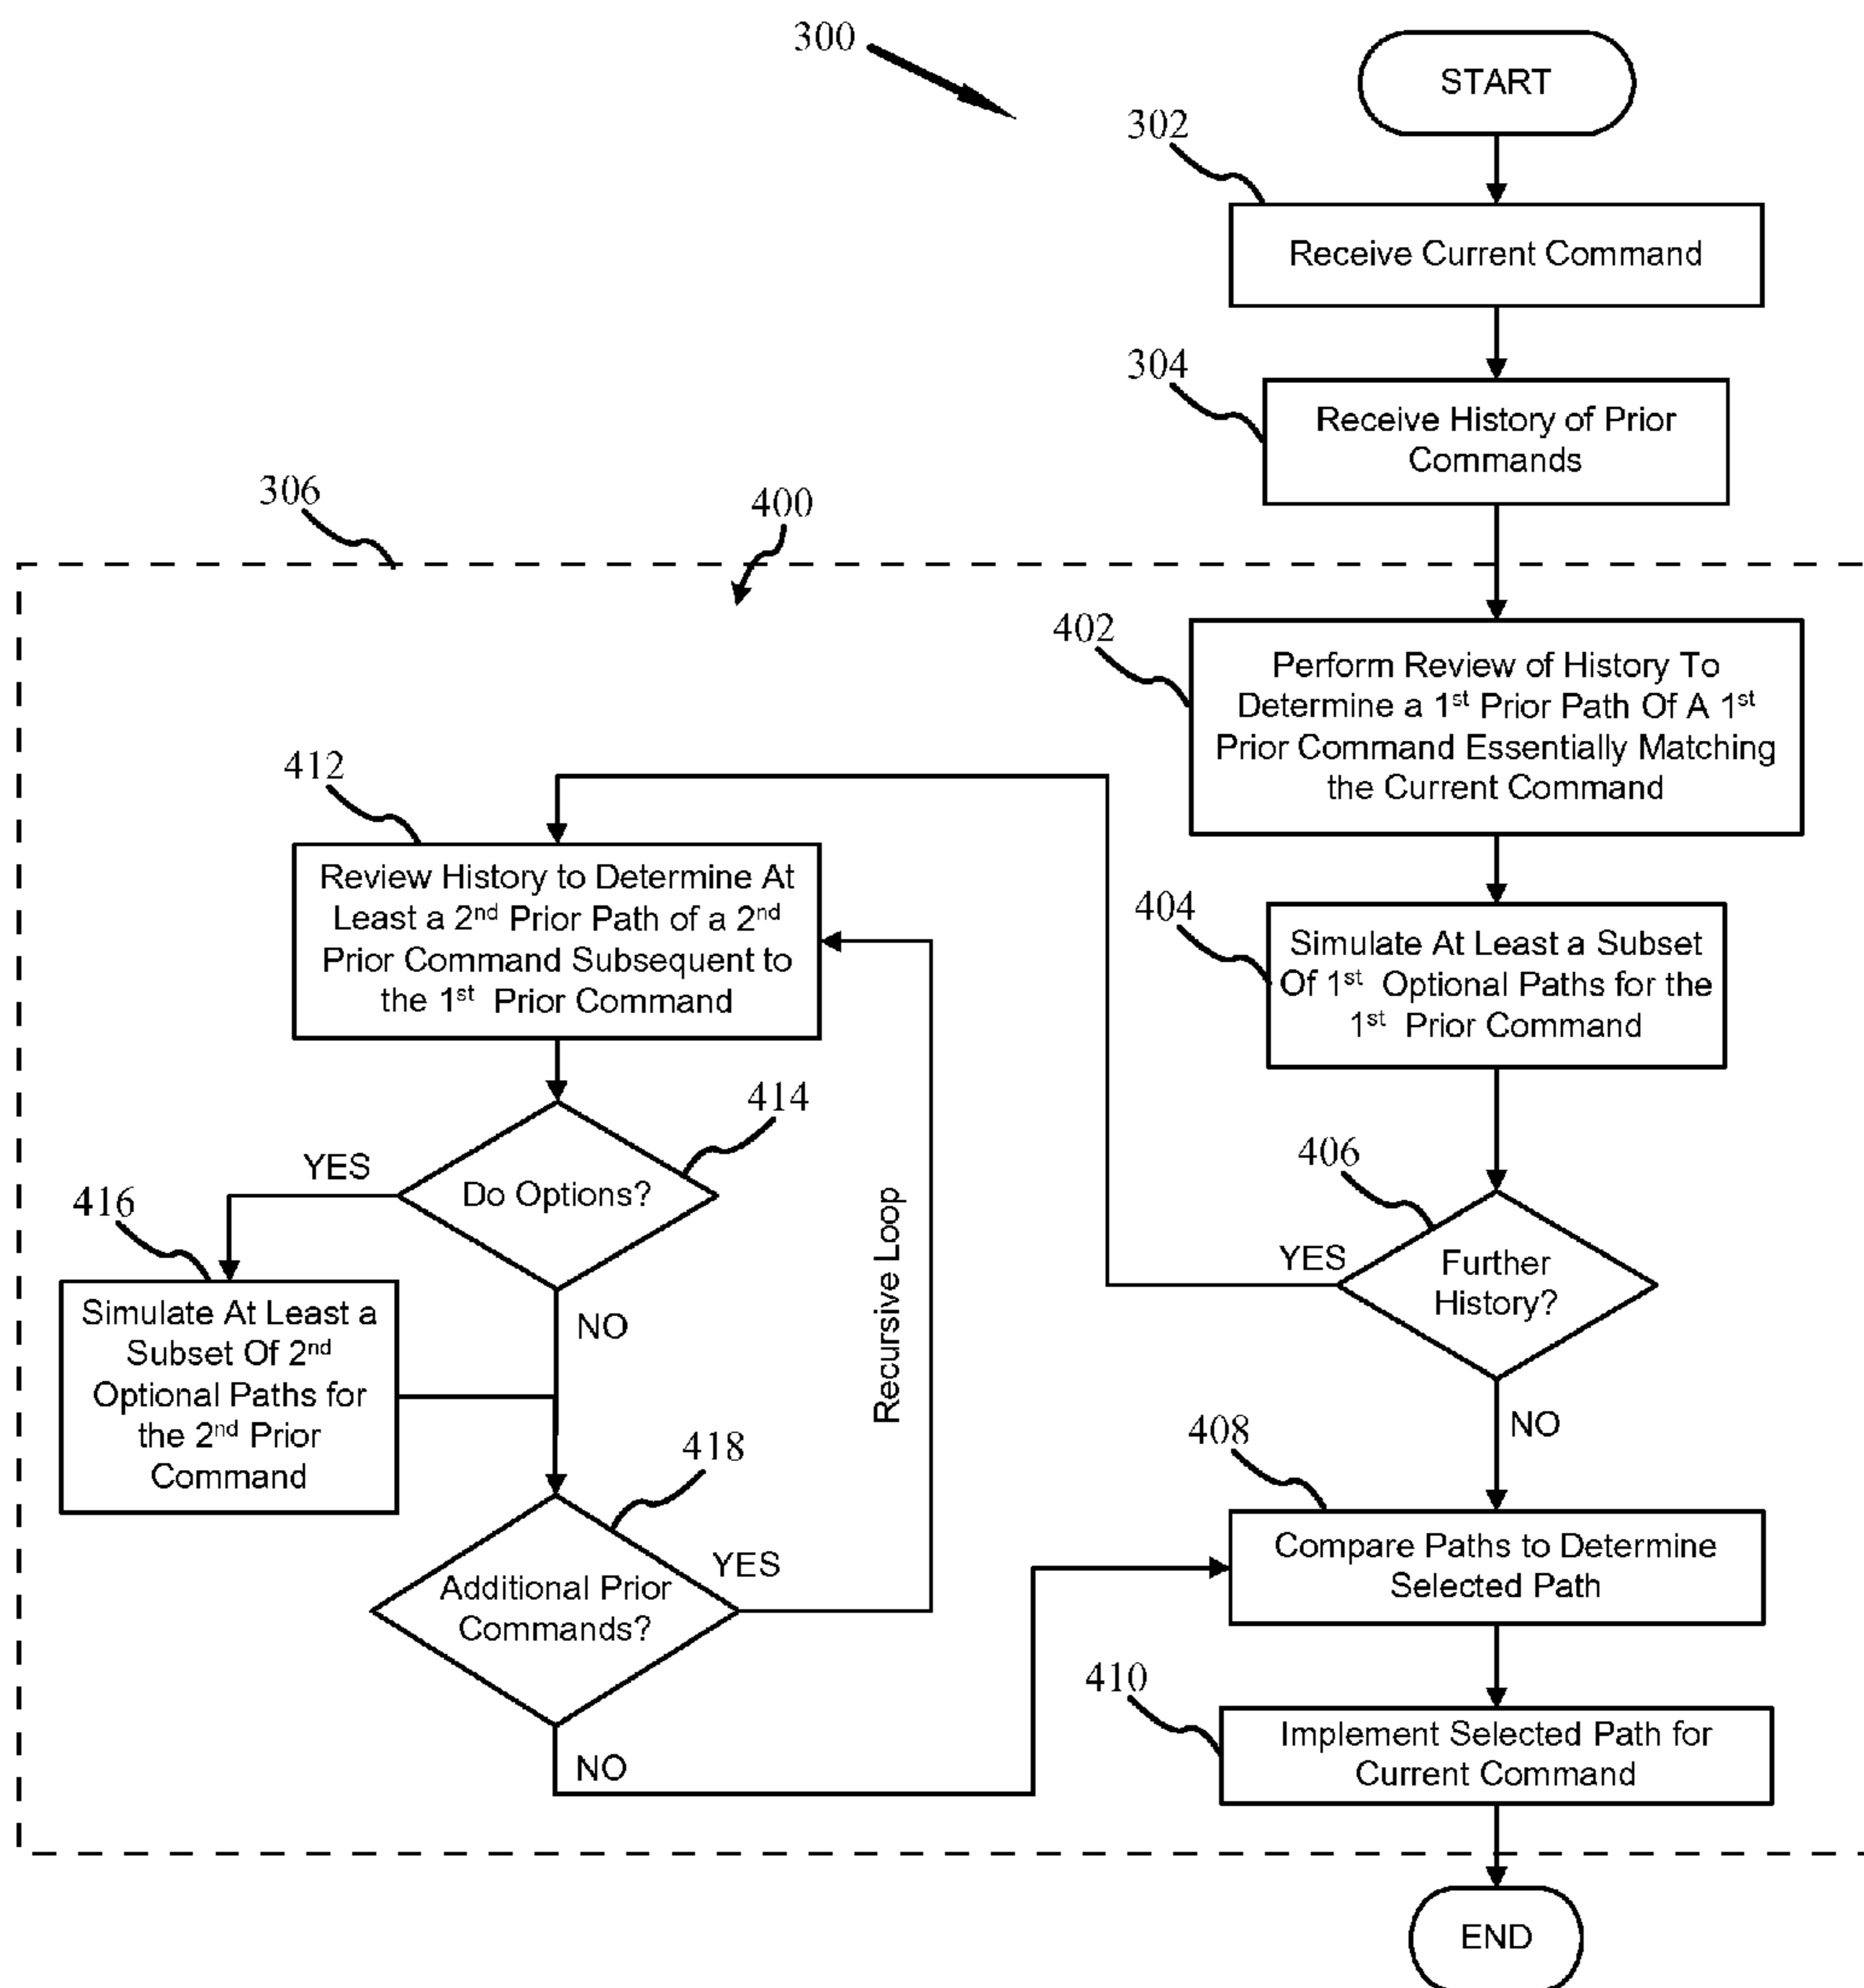 300
START
302
Receive Current Command
304
Receive History of Prior
Commands
306
400
402
Perform Review of History To
Determine a 1st Prior Path Of A 1st
Prior Command Essentially Matching
the Current Command
412
Review History to Determine At
Least a 2nd Prior Path of a 2nd
Prior Command Subsequent to
the 1st Prior Command
404
Simulate At Least a Subset
Of 1st Optional Paths for the
1st Prior Command
414
Do Options?
YES
NO
406
Further
History?
YES
NO
416
Simulate At Least a
Subset Of 2nd
Optional Paths for
the 2nd Prior
Command
Recursive Loop
418
Additional Prior
Commands?
YES
NO
408
Compare Paths to Determine
Selected Path
410
Implement Selected Path for
Current Command
END